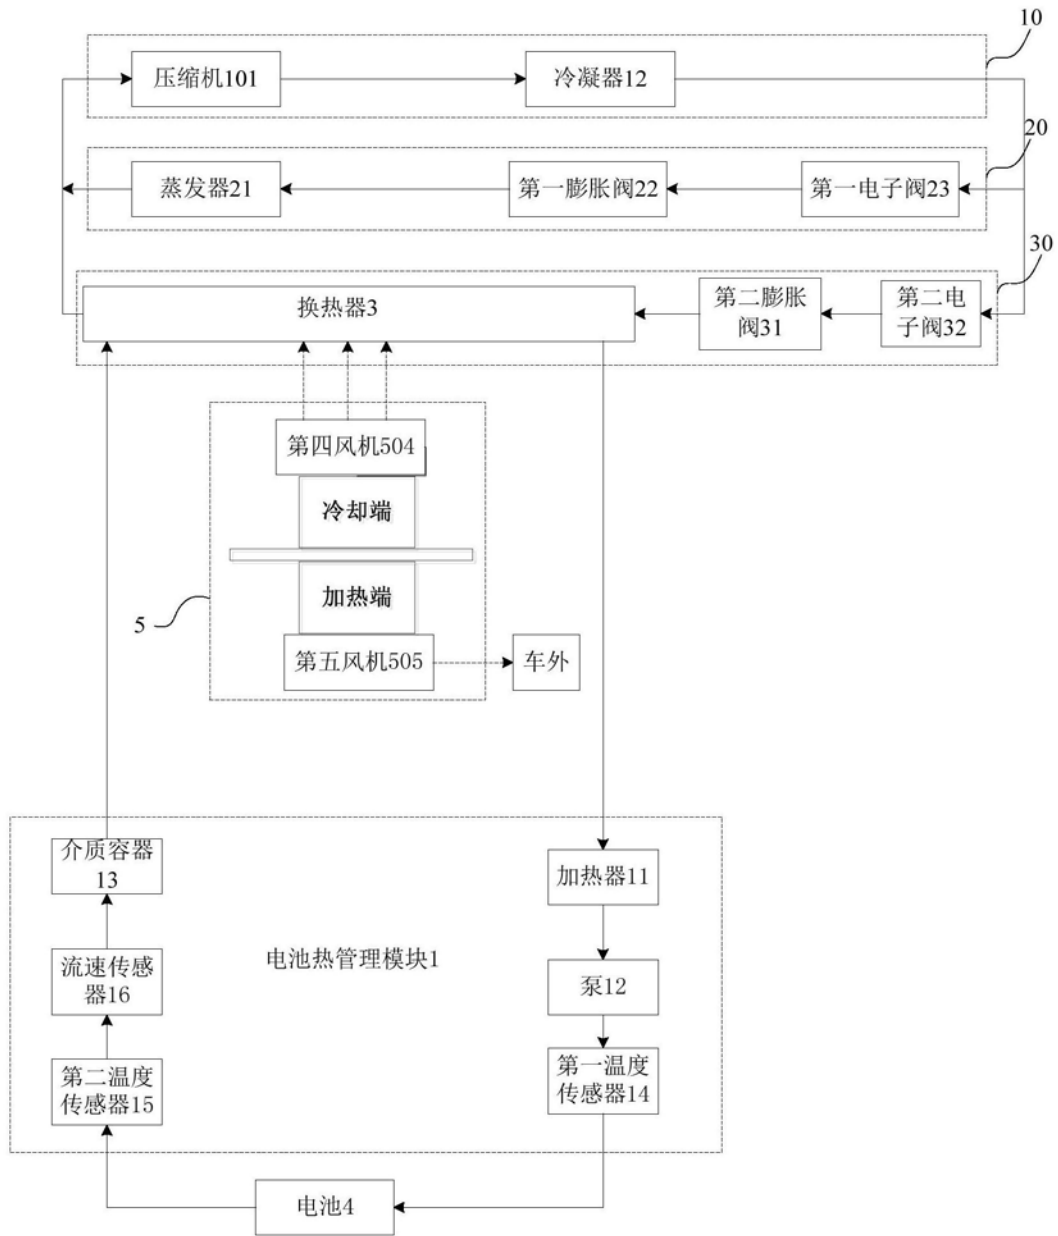 10
压缩机101
冷凝器12
20
蒸发器21
第一膨胀阀22
第一电子阀23
30
换热器3
第二膨胀
阀31
第二电
子阀32
第四风机504
冷却端
加热端
5
第五风机505
车外
介质容器
13
加热器11
电池热管理模块1
流速传感
器16
泵12
第二温度
传感器15
第一温度
传感器14
电池4